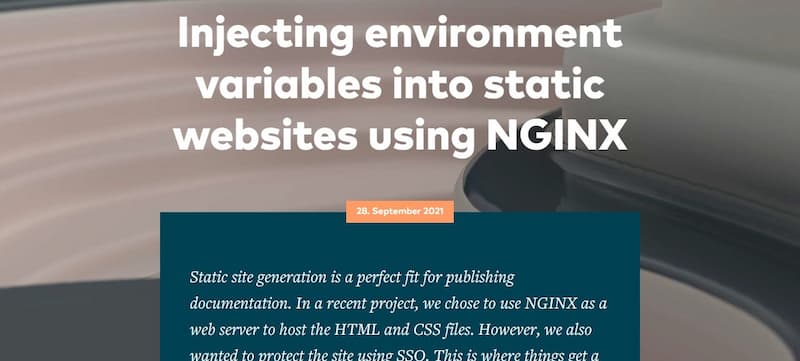 Injecting environment
variables into static
websites using NGINX
28. September 2021
Static site generation is a perfect fit for publishing
documentation. In a recent project, we chose to use NGINX as a
web server to host the HTML and CSS files. However, we also
wanted to protect the site using SSO. This is where things get a